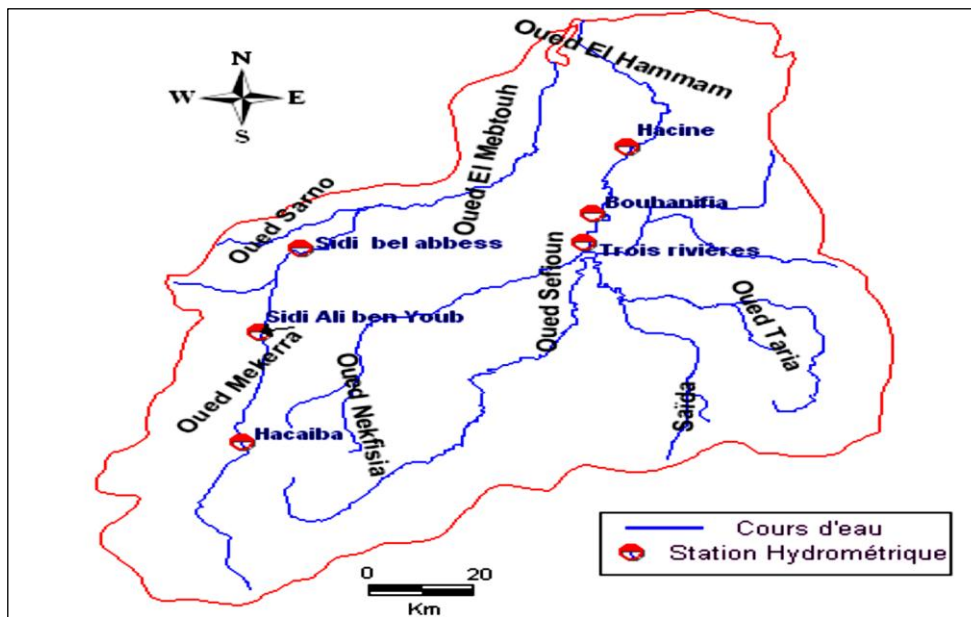 Oued El Hammam
N
W E
S
Hacine
Oued El Mebtouh
Oued Sarno
Bouhanifia
Sidi bel abbess
Trois rivières
Oued Sefioun
Oued Taria
Sidi Ali ben Youb
Oued Mekerra
Oued Nekfisia
Saïda
Hacaiba
Cours d'eau
Station Hydrométrique
0 20
Km